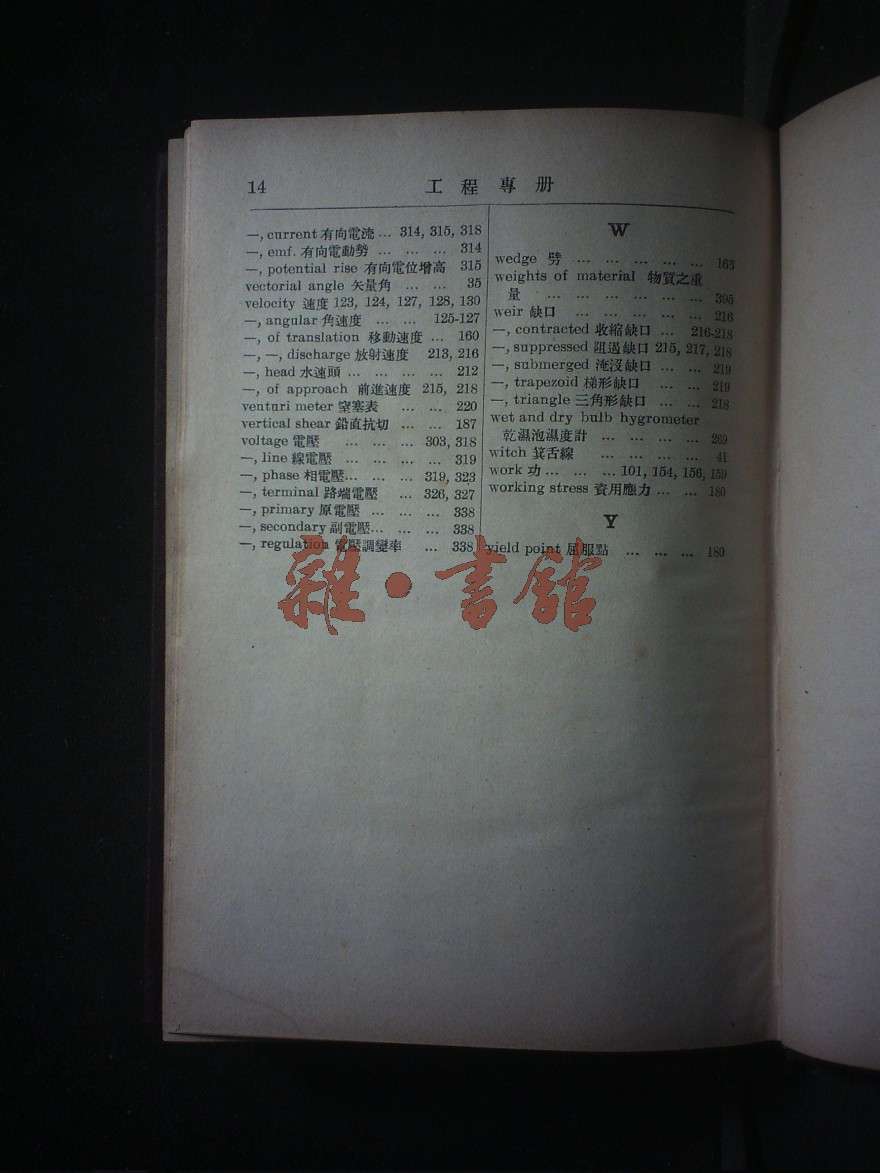 14
工程專册
—, current 有向電流 ... 314, 315, 318
—, emf. 有向電動勢 ... ... ... 314
—, potential rise 有向電位增高 315
vectorial angle 矢量角 ... ... 35
velocity 速度 123, 124, 127, 128, 130
—, angular 角速度 ... ... 125-127
—, of translation 移動速度 ... 160
—, —, discharge 放射速度 213, 216
—, head 水速頭 ... ... ... ... 212
—, of approach 前進速度 215, 218
venturi meter 窒塞表 ... ... 220
vertical shear 鉛直抗切 ... ... 187
voltage 電壓 ... ... ... 303, 318
—, line 線電壓 ... ... ... ... 319
—, phase 相電壓... ... ... 319, 323
—, terminal 路端電壓 ... 326, 327
—, primary 原電壓 ... ... ... 338
—, secondary 副電壓... ... ... 338
—, regulation 電壓調變率 ... 338
W
wedge 劈 ... ... ... ... ... 163
weights of material 物質之重
量 ... ... ... ... ... ... 395
weir 缺口 ... ... ... ... ... 216
—, contracted 收縮缺口 ... 216-218
—, suppressed 阻遏缺口 215, 217, 218
—, submerged 淹沒缺口 ... ... 219
—, trapezoid 梯形缺口 ... ... 219
—, triangle 三角形缺口 ... ... 218
wet and dry bulb hygrometer
乾濕泡濕度計 ... ... ... ... 269
witch 箕舌線 ... ... ... ... 41
work 功 ... ... ... 101, 154, 156, 159
working stress 資用應力 ... ... 180
Y
yield point 屈服點 ... ... ... 180
雜·書館